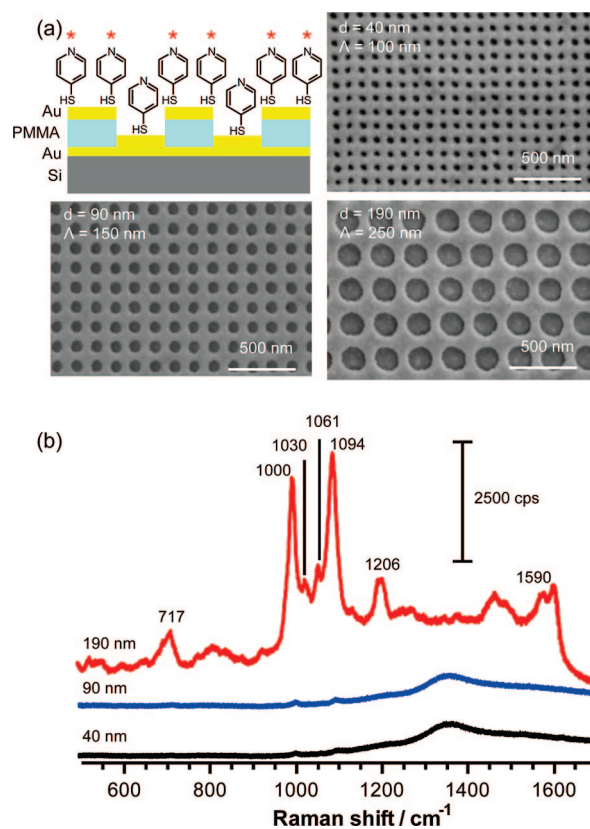 (a)
* * * * * *
N N N N N N
N N
HS HS HS HS HS HS
HS HS
Au
PMMA
Au
Si
d = 40 nm
Λ = 100 nm
500 nm
d = 90 nm
Λ = 150 nm
500 nm
d = 190 nm
Λ = 250 nm
500 nm
(b)
1061
1030
1094
1000
2500 cps
1206
1590
717
190 nm
90 nm
40 nm
600 800 1000 1200 1400 1600
Raman shift / cm⁻¹